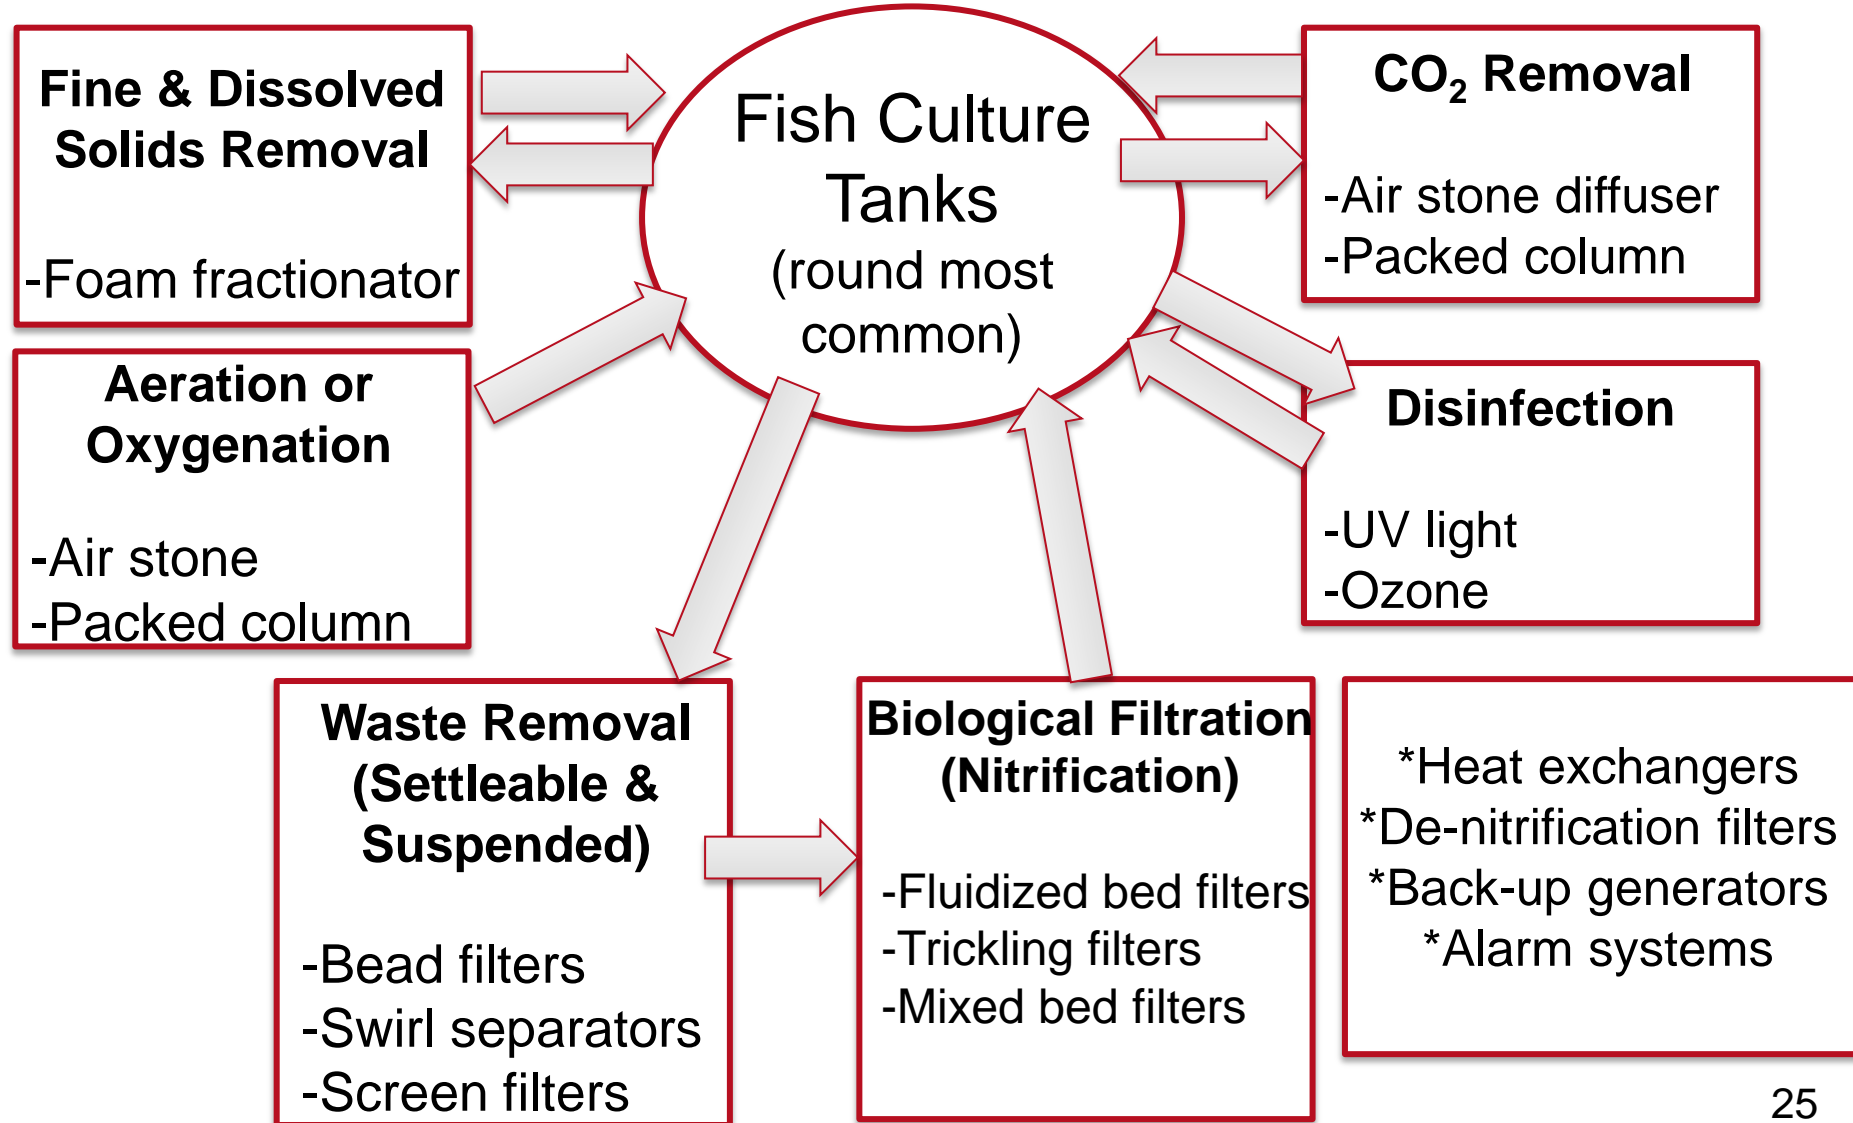 Fine & Dissolved
Solids Removal
-Foam fractionator
Fish Culture
Tanks
(round most
common)
CO₂ Removal
-Air stone diffuser
-Packed column
Aeration or
Oxygenation
-Air stone
-Packed column
Disinfection
-UV light
-Ozone
Waste Removal
(Settleable &
Suspended)
-Bead filters
-Swirl separators
-Screen filters
Biological Filtration
(Nitrification)
-Fluidized bed filters
-Trickling filters
-Mixed bed filters
*Heat exchangers
*De-nitrification filters
*Back-up generators
*Alarm systems
25